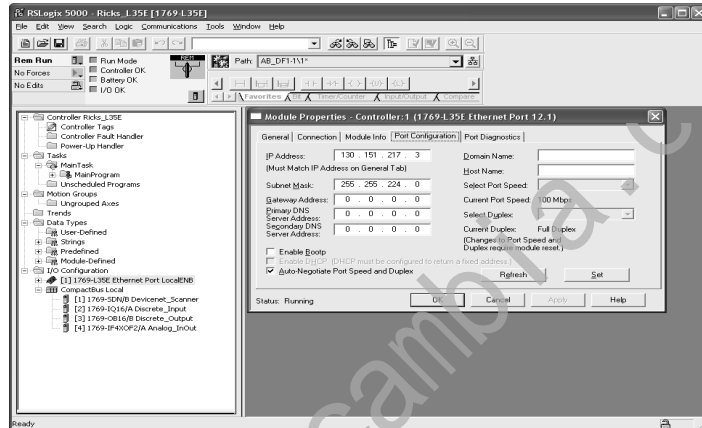 RSLogix 5000 - Ricks_L35E [1769-L35E]
File Edit View Search Logic Communications Tools Window Help
Rem Run
Run Mode
REM
Path: AB_DF1-1\1*
No Forces
Controller OK
Battery OK
No Edits
I/O OK
Favorites Bit Timer/Counter Input/Output Compare
Controller Ricks_L35E
Controller Tags
Controller Fault Handler
Power-Up Handler
Tasks
MainTask
MainProgram
Unscheduled Programs
Motion Groups
Ungrouped Axes
Trends
Data Types
User-Defined
Strings
Predefined
Module-Defined
I/O Configuration
[1] 1769-L35E Ethernet Port LocalENB
CompactBus Local
[1] 1769-SDN/B Devicenet_Scanner
[2] 1769-IQ16/A Discrete_Input
[3] 1769-OB16/B Discrete_Output
[4] 1769-IF4XOF2/A Analog_InOut
Module Properties - Controller:1 (1769-L35E Ethernet Port 12.1)
General Connection Module Info Port Configuration Port Diagnostics
IP Address: 130 . 151 . 217 . 3
(Must Match IP Address on General Tab)
Subnet Mask: 255 . 255 . 224 . 0
Gateway Address: 0 . 0 . 0 . 0
Primary DNS
Server Address: 0 . 0 . 0 . 0
Secondary DNS
Server Address: 0 . 0 . 0 . 0
Enable Bootp
Enable DHCP (DHCP must be configured to return a fixed address.)
Auto-Negotiate Port Speed and Duplex
Domain Name:
Host Name:
Select Port Speed:
Current Port Speed: 100 Mbps
Select Duplex:
Current Duplex: Full Duplex
(Changes to Port Speed and
Duplex require module reset.)
Refresh Set
Status: Running
OK Cancel Apply Help
Ready
sambia.c